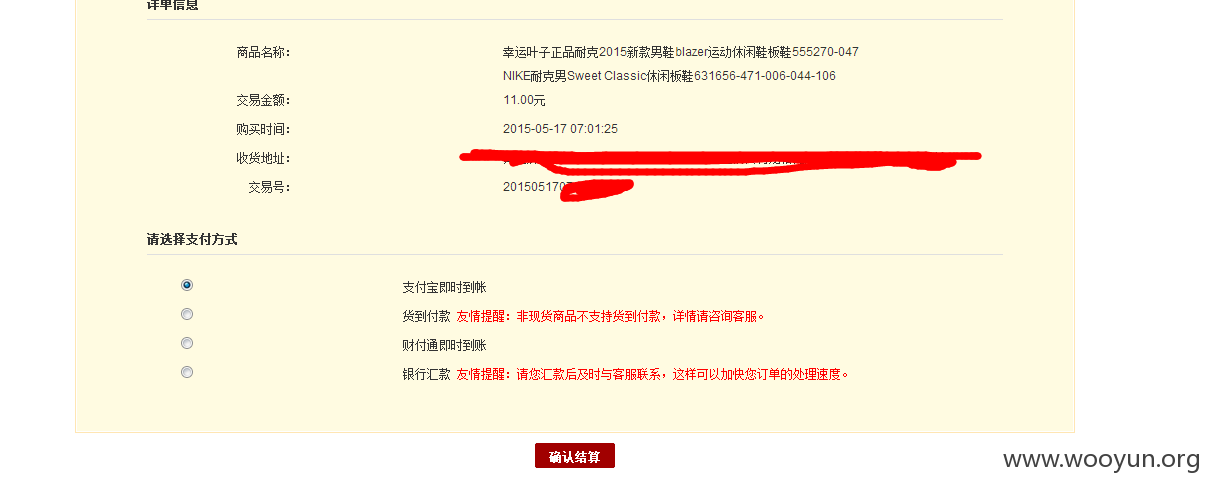 详单信息
商品名称： 幸运叶子正品耐克2015新款男鞋blazer运动休闲鞋板鞋555270-047
NIKE耐克男Sweet Classic休闲板鞋631656-471-006-044-106
交易金额： 11.00元
购买时间： 2015-05-17 07:01:25
收货地址：
交易号： 2015051707
请选择支付方式
支付宝即时到帐
货到付款 友情提醒：非现货商品不支持货到付款，详情请咨询客服。
财付通即时到账
银行汇款 友情提醒：请您汇款后及时与客服联系，这样可以加快您订单的处理速度。
确认结算
www.wooyun.org